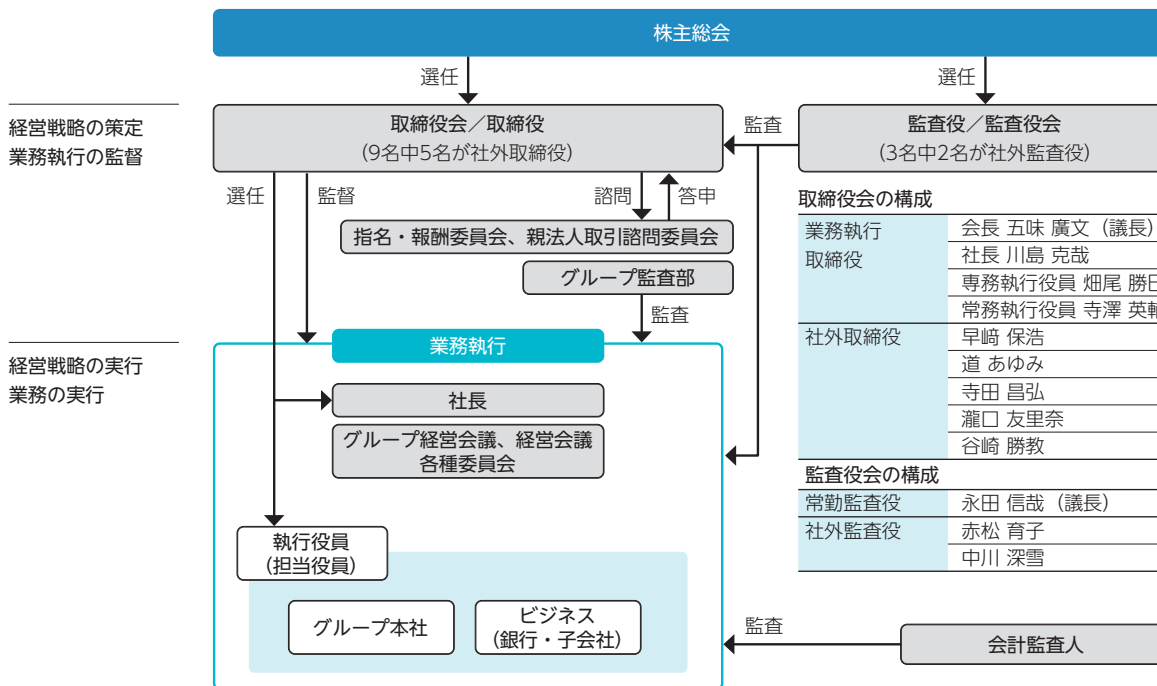 株主総会
選任
選任
経営戦略の策定
業務執行の監督
取締役会／取締役
(9名中5名が社外取締役)
監査
監査役／監査役会
(3名中2名が社外監査役)
選任
監督
諮問
答申
指名・報酬委員会、親法人取引諮問委員会
グループ監査部
監査
取締役会の構成
業務執行
取締役
会長 五味 廣文（議長）
社長 川島 克哉
専務執行役員 畑尾 勝
常務執行役員 寺澤 英
社外取締役
早﨑 保浩
道 あゆみ
寺田 昌弘
瀧口 友里奈
谷崎 勝教
監査役会の構成
常勤監査役
永田 信哉（議長）
社外監査役
赤松 育子
中川 深雪
経営戦略の実行
業務の実行
業務執行
社長
グループ経営会議、経営会議
各種委員会
執行役員
(担当役員)
グループ本社
ビジネス
(銀行・子会社)
監査
会計監査人